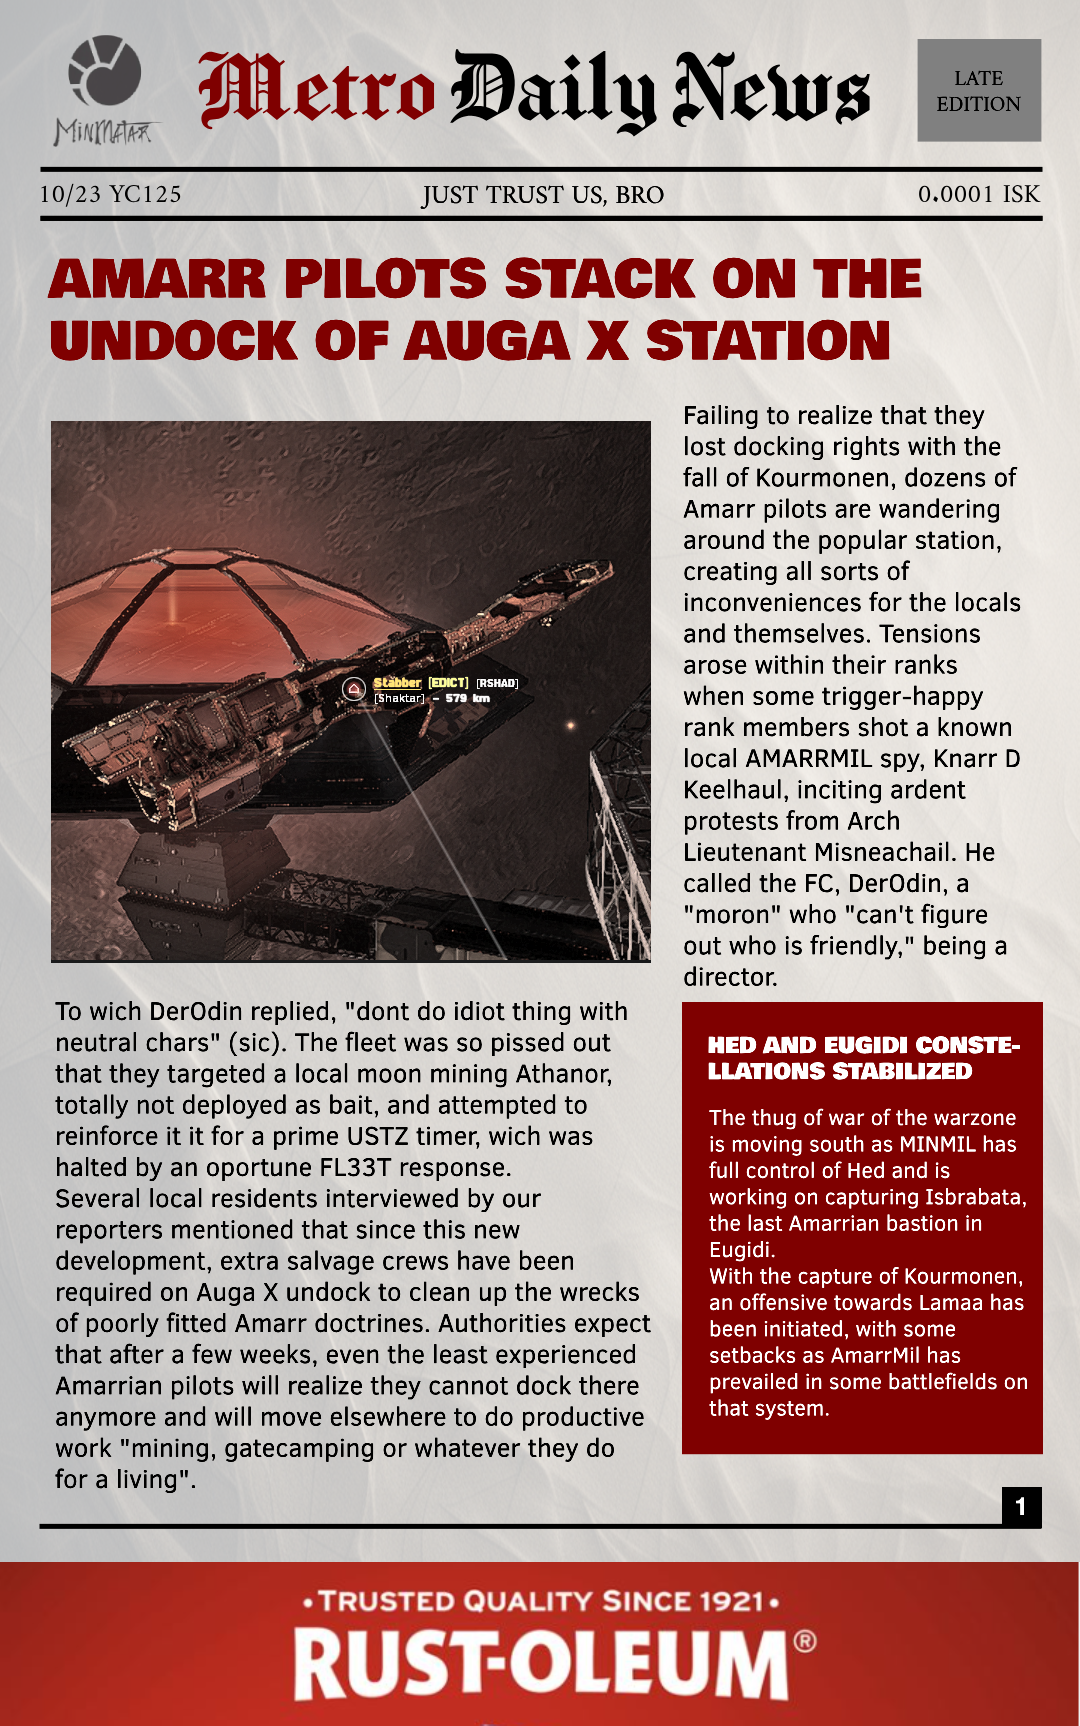 MiNMATAR
Metro Daily News
LATE
EDITION
10/23 YC125
JUST TRUST US, BRO
0.0001 ISK
AMARR PILOTS STACK ON THE
UNDOCK OF AUGA X STATION
Stabber [EDICT] [RSHAD]
[Shaktar] - 579 km
Failing to realize that they
lost docking rights with the
fall of Kourmonen, dozens of
Amarr pilots are wandering
around the popular station,
creating all sorts of
inconveniences for the locals
and themselves. Tensions
arose within their ranks
when some trigger-happy
rank members shot a known
local AMARRMIL spy, Knarr D
Keelhaul, inciting ardent
protests from Arch
Lieutenant Misneachail. He
called the FC, DerOdin, a
"moron" who "can't figure
out who is friendly," being a
director.
To wich DerOdin replied, "dont do idiot thing with
neutral chars" (sic). The fleet was so pissed out
that they targeted a local moon mining Athanor,
totally not deployed as bait, and attempted to
reinforce it it for a prime USTZ timer, wich was
halted by an oportune FL33T response.
Several local residents interviewed by our
reporters mentioned that since this new
development, extra salvage crews have been
required on Auga X undock to clean up the wrecks
of poorly fitted Amarr doctrines. Authorities expect
that after a few weeks, even the least experienced
Amarrian pilots will realize they cannot dock there
anymore and will move elsewhere to do productive
work "mining, gatecamping or whatever they do
for a living".
HED AND EUGIDI CONSTE-
LLATIONS STABILIZED
The thug of war of the warzone
is moving south as MINMIL has
full control of Hed and is
working on capturing Isbrabata,
the last Amarrian bastion in
Eugidi.
With the capture of Kourmonen,
an offensive towards Lamaa has
been initiated, with some
setbacks as AmarrMil has
prevailed in some battlefields on
that system.
1
• TRUSTED QUALITY SINCE 1921 •
RUST-OLEUM®